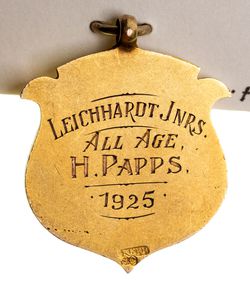 LEICHHARDT JNRS.
ALL AGE,
H. PAPPS,
· 1925 ·